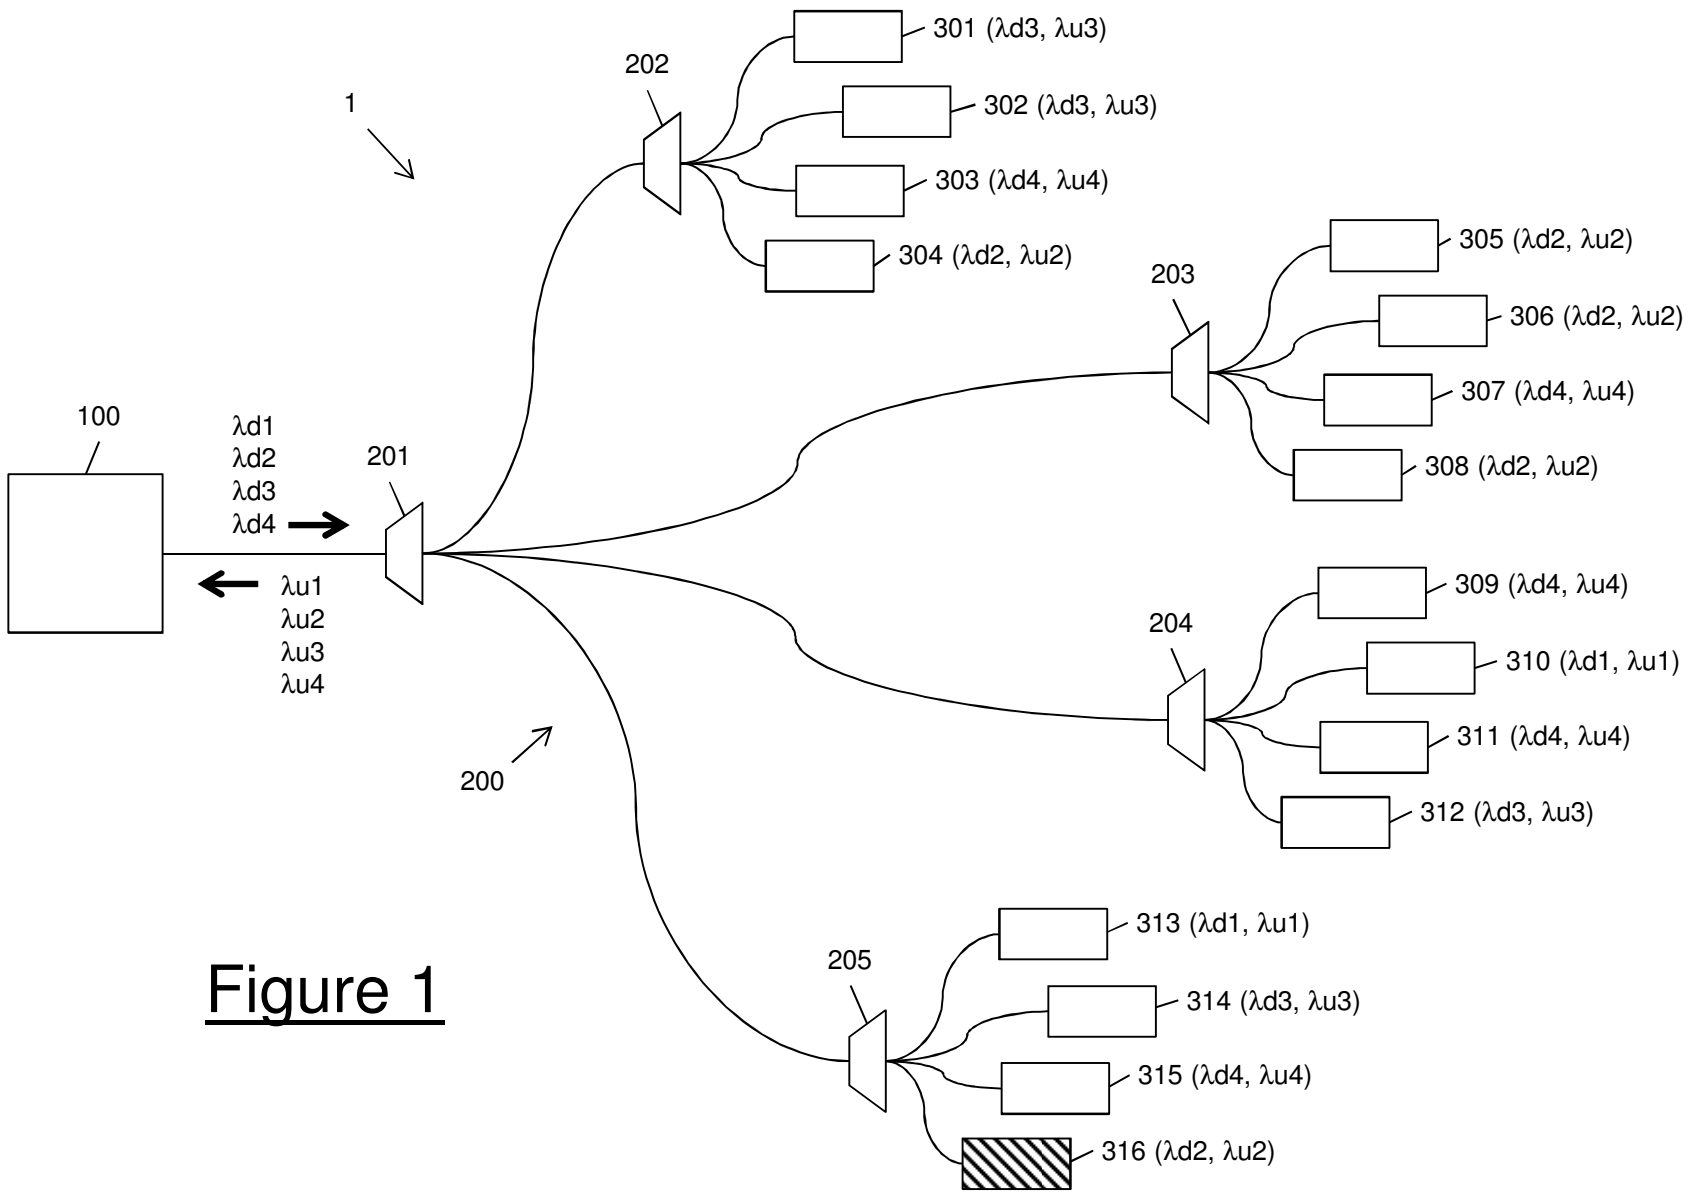 301 (λd3, λu3)
202
1
302 (λd3, λu3)
303 (λd4, λu4)
304 (λd2, λu2)
305 (λd2, λu2)
203
306 (λd2, λu2)
307 (λd4, λu4)
308 (λd2, λu2)
100
λd1
λd2
λd3
λd4
201
λu1
λu2
λu3
λu4
309 (λd4, λu4)
204
310 (λd1, λu1)
311 (λd4, λu4)
312 (λd3, λu3)
200
313 (λd1, λu1)
205
314 (λd3, λu3)
315 (λd4, λu4)
316 (λd2, λu2)
Figure 1